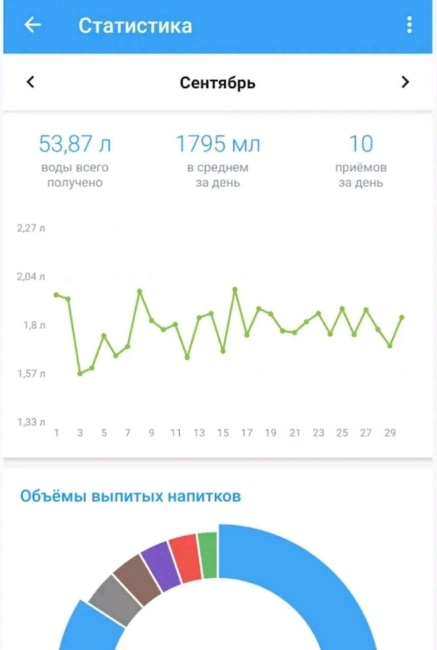 Статистика
Сентябрь
53,87 л
воды всего
получено
1795 мл
в среднем
за день
10
приёмов
за день
2,27 л
2,04 л
1,8 л
1,57 л
1,33 л
1 3 5 7 9 11 13 15 17 19 21 23 25 27 29
Объёмы выпитых напитков